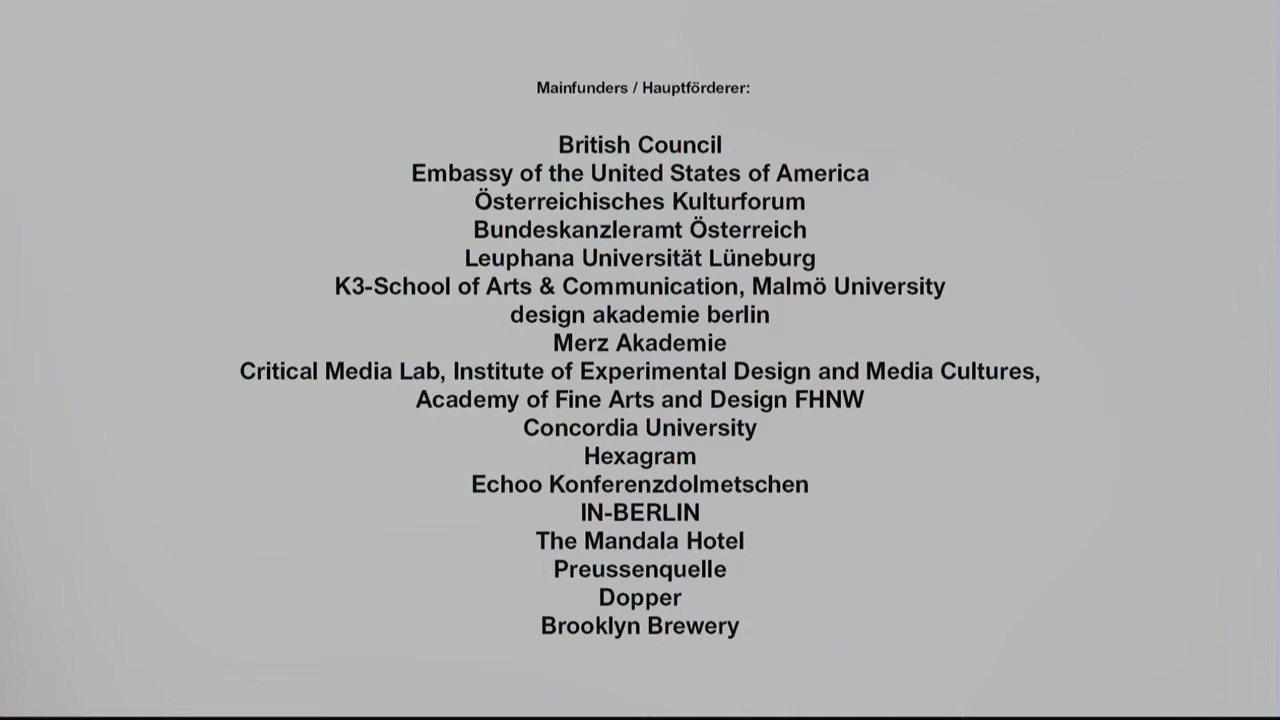 Mainfunders / Hauptförderer:
British Council
Embassy of the United States of America
Österreichisches Kulturforum
Bundeskanzleramt Österreich
Leuphana Universität Lüneburg
K3-School of Arts & Communication, Malmö University
design akademie berlin
Merz Akademie
Critical Media Lab, Institute of Experimental Design and Media Cultures,
Academy of Fine Arts and Design FHNW
Concordia University
Hexagram
Echoo Konferenzdolmetschen
IN-BERLIN
The Mandala Hotel
Preussenquelle
Dopper
Brooklyn Brewery